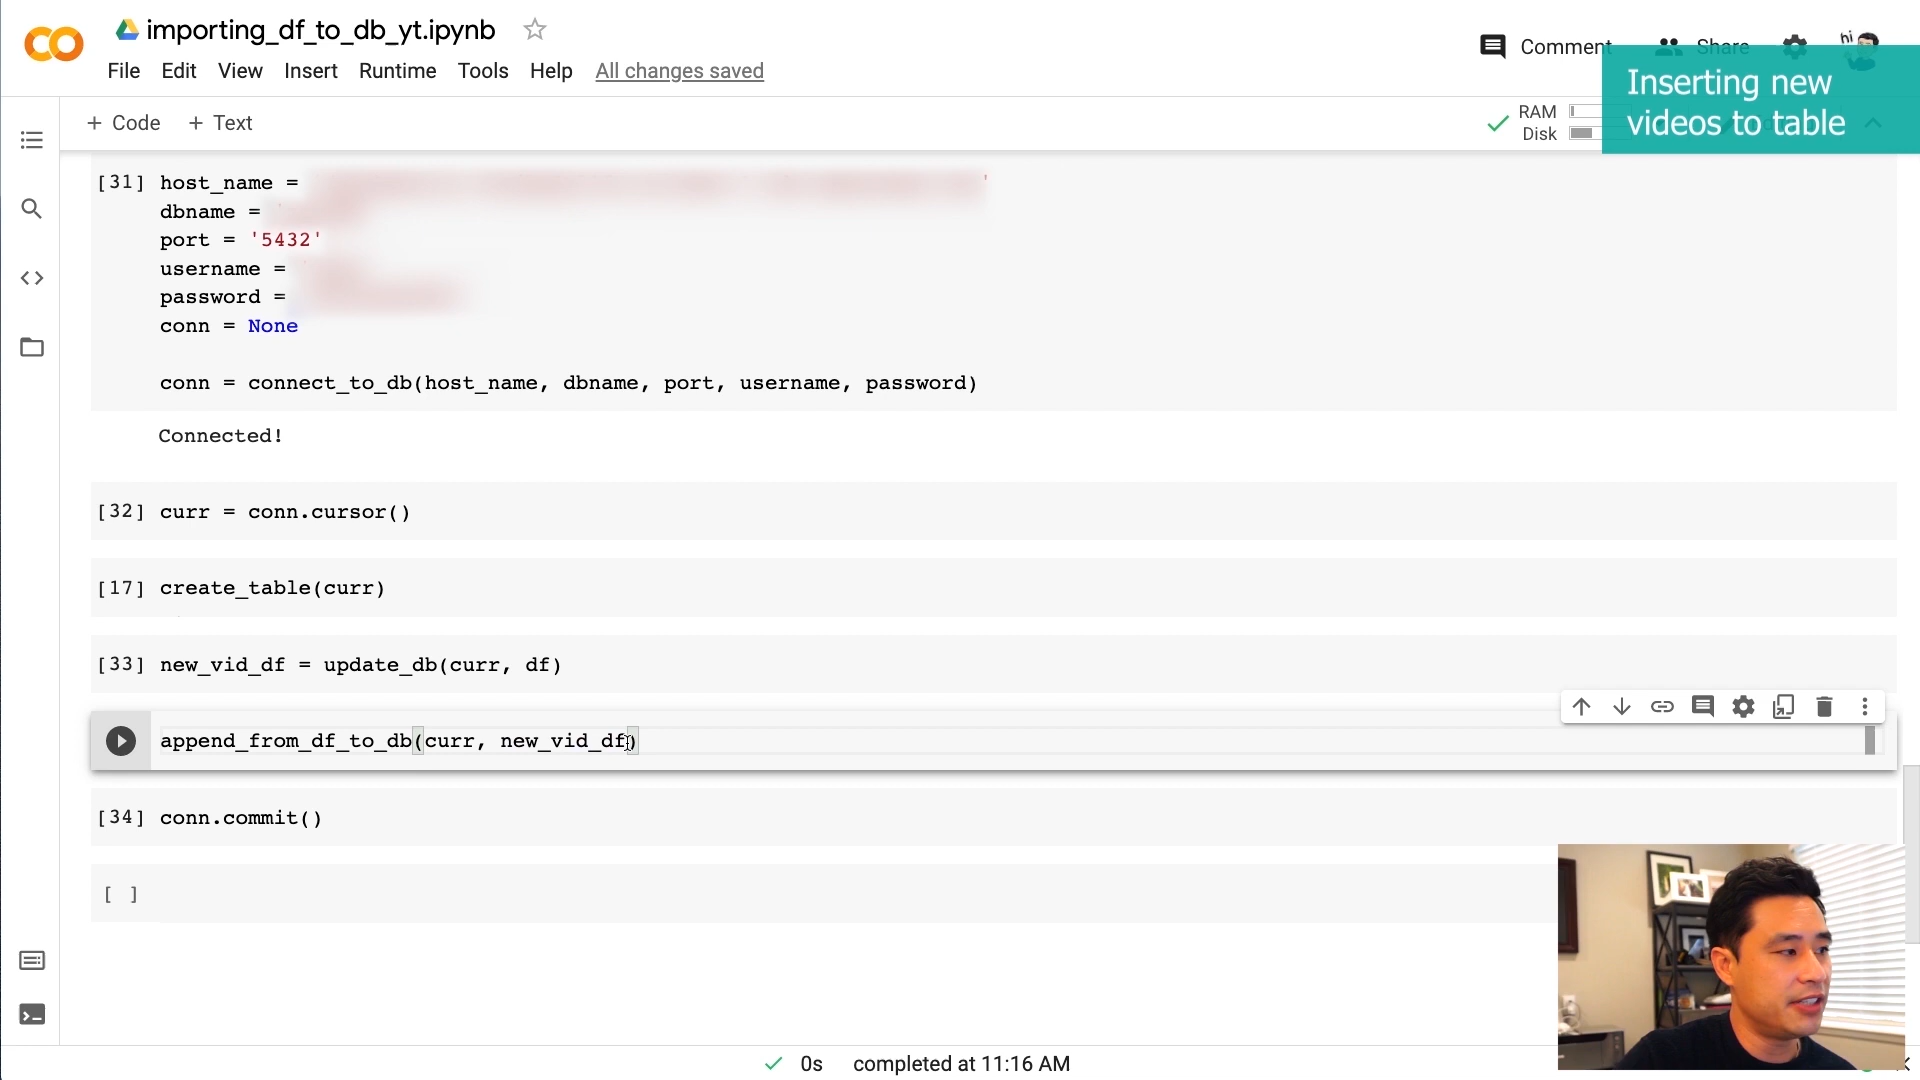 importing_df_to_db_yt.ipynb
File Edit View Insert Runtime Tools Help All changes saved
Comment Share
hi
Inserting new
videos to table
+ Code + Text
RAM
Disk
[31] host_name = '
dbname =
port = '5432'
username =
password =
conn = None
conn = connect_to_db(host_name, dbname, port, username, password)
Connected!
[32] curr = conn.cursor()
[17] create_table(curr)
[33] new_vid_df = update_db(curr, df)
append_from_df_to_db(curr, new_vid_df)
[34] conn.commit()
[ ]
0s completed at 11:16 AM